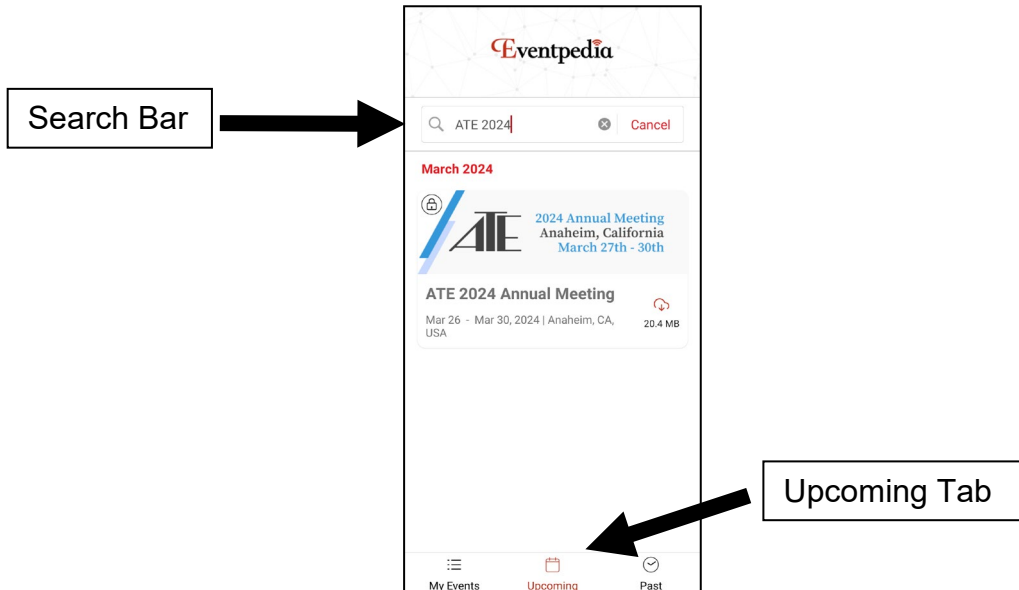 Eventpedia
Search Bar
ATE 2024
Cancel
March 2024
ATE
2024 Annual Meeting
Anaheim, California
March 27th - 30th
ATE 2024 Annual Meeting
Mar 26 - Mar 30, 2024 | Anaheim, CA,
USA
20.4 MB
Upcoming Tab
My Events
Upcoming
Past